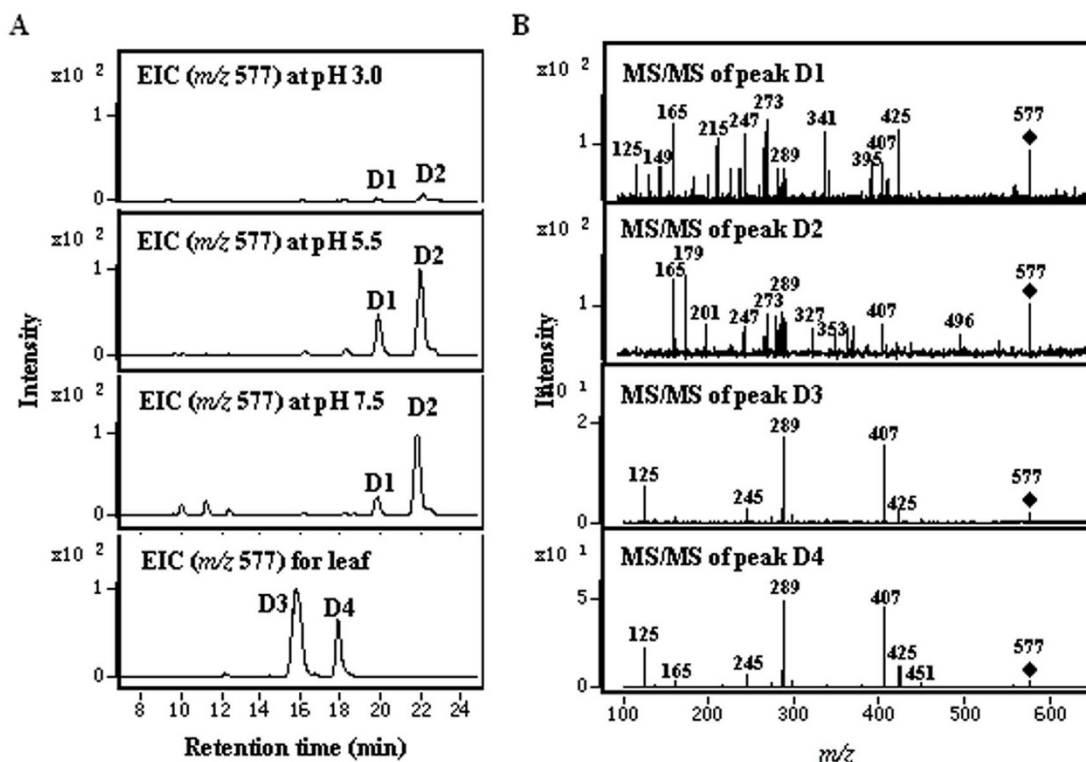 A
x10 2
EIC (m/z 577) at pH 3.0
1
D1 D2
0
x10 2
EIC (m/z 577) at pH 5.5
D2
1
D1
0
x10 2
EIC (m/z 577) at pH 7.5
D2
1
D1
0
x10 2
EIC (m/z 577) for leaf
1
D3 D4
0
8 10 12 14 16 18 20 22 24
Retention time (min)
Intensity
B
x10 2
MS/MS of peak D1
1
125 149 165 215 247 273 289 341 395 407 425 577
x10 2
MS/MS of peak D2
1
165 179 201 247 273 289 327 353 407 496 577
x10 1
MS/MS of peak D3
2
0
125 245 289 407 425 577
x10 1
MS/MS of peak D4
5
0
125 165 245 289 407 425 451 577
100 200 300 400 500 600
m/z
Intensity